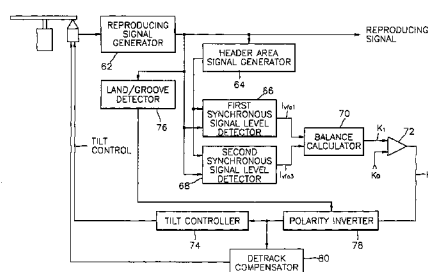 REPRODUCING
SIGNAL
GENERATOR
62
REPRODUCING
SIGNAL
HEADER AREA
SIGNAL GENERATOR
64
LAND/GROOVE
DETECTOR
76
66
FIRST
SYNCHRONOUS
SIGNAL LEVEL
DETECTOR
Ivfo1
70
BALANCE
CALCULATOR
K1
72
K0
SECOND
SYNCHRONOUS
SIGNAL LEVEL
DETECTOR
68
Ivfo3
TILT
CONTROL
TILT CONTROLLER
74
POLARITY INVERTER
78
DETRACK
COMPENSATOR
80